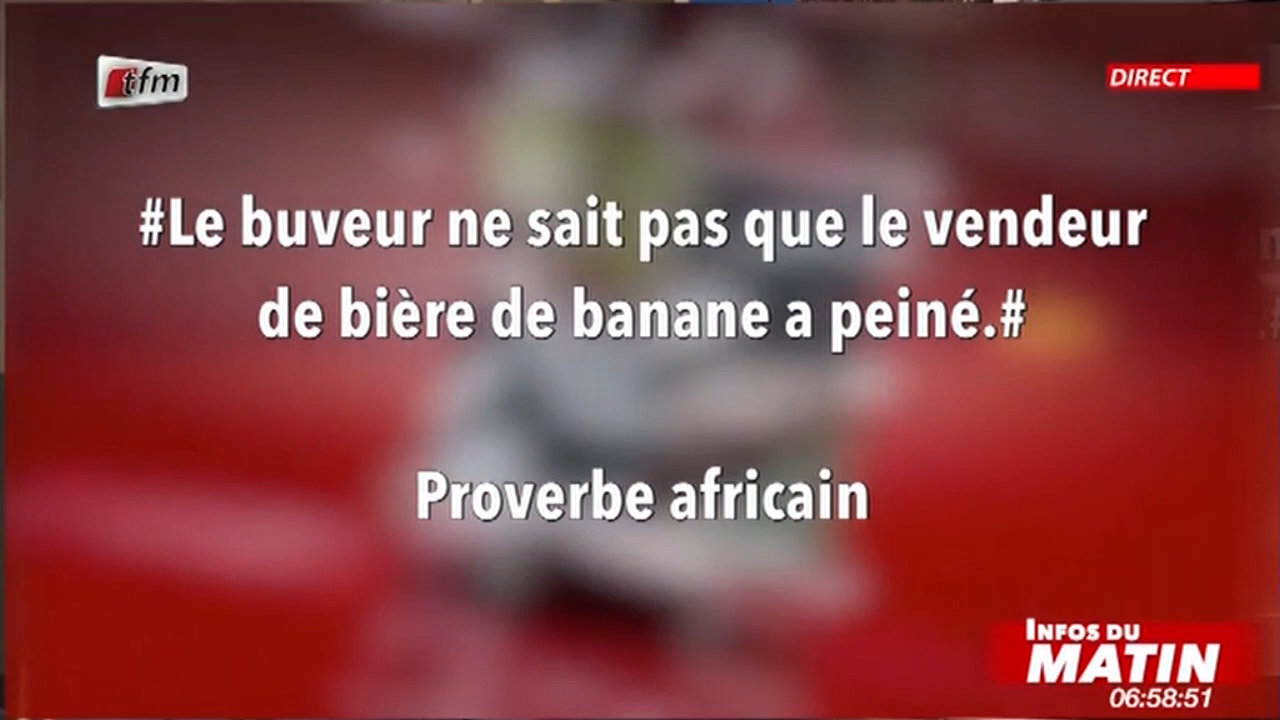 tfm
DIRECT
#Le buveur ne sait pas que le vendeur
de bière de banane a peiné.#
Proverbe africain
INFOS DU
MATIN
06:58:51